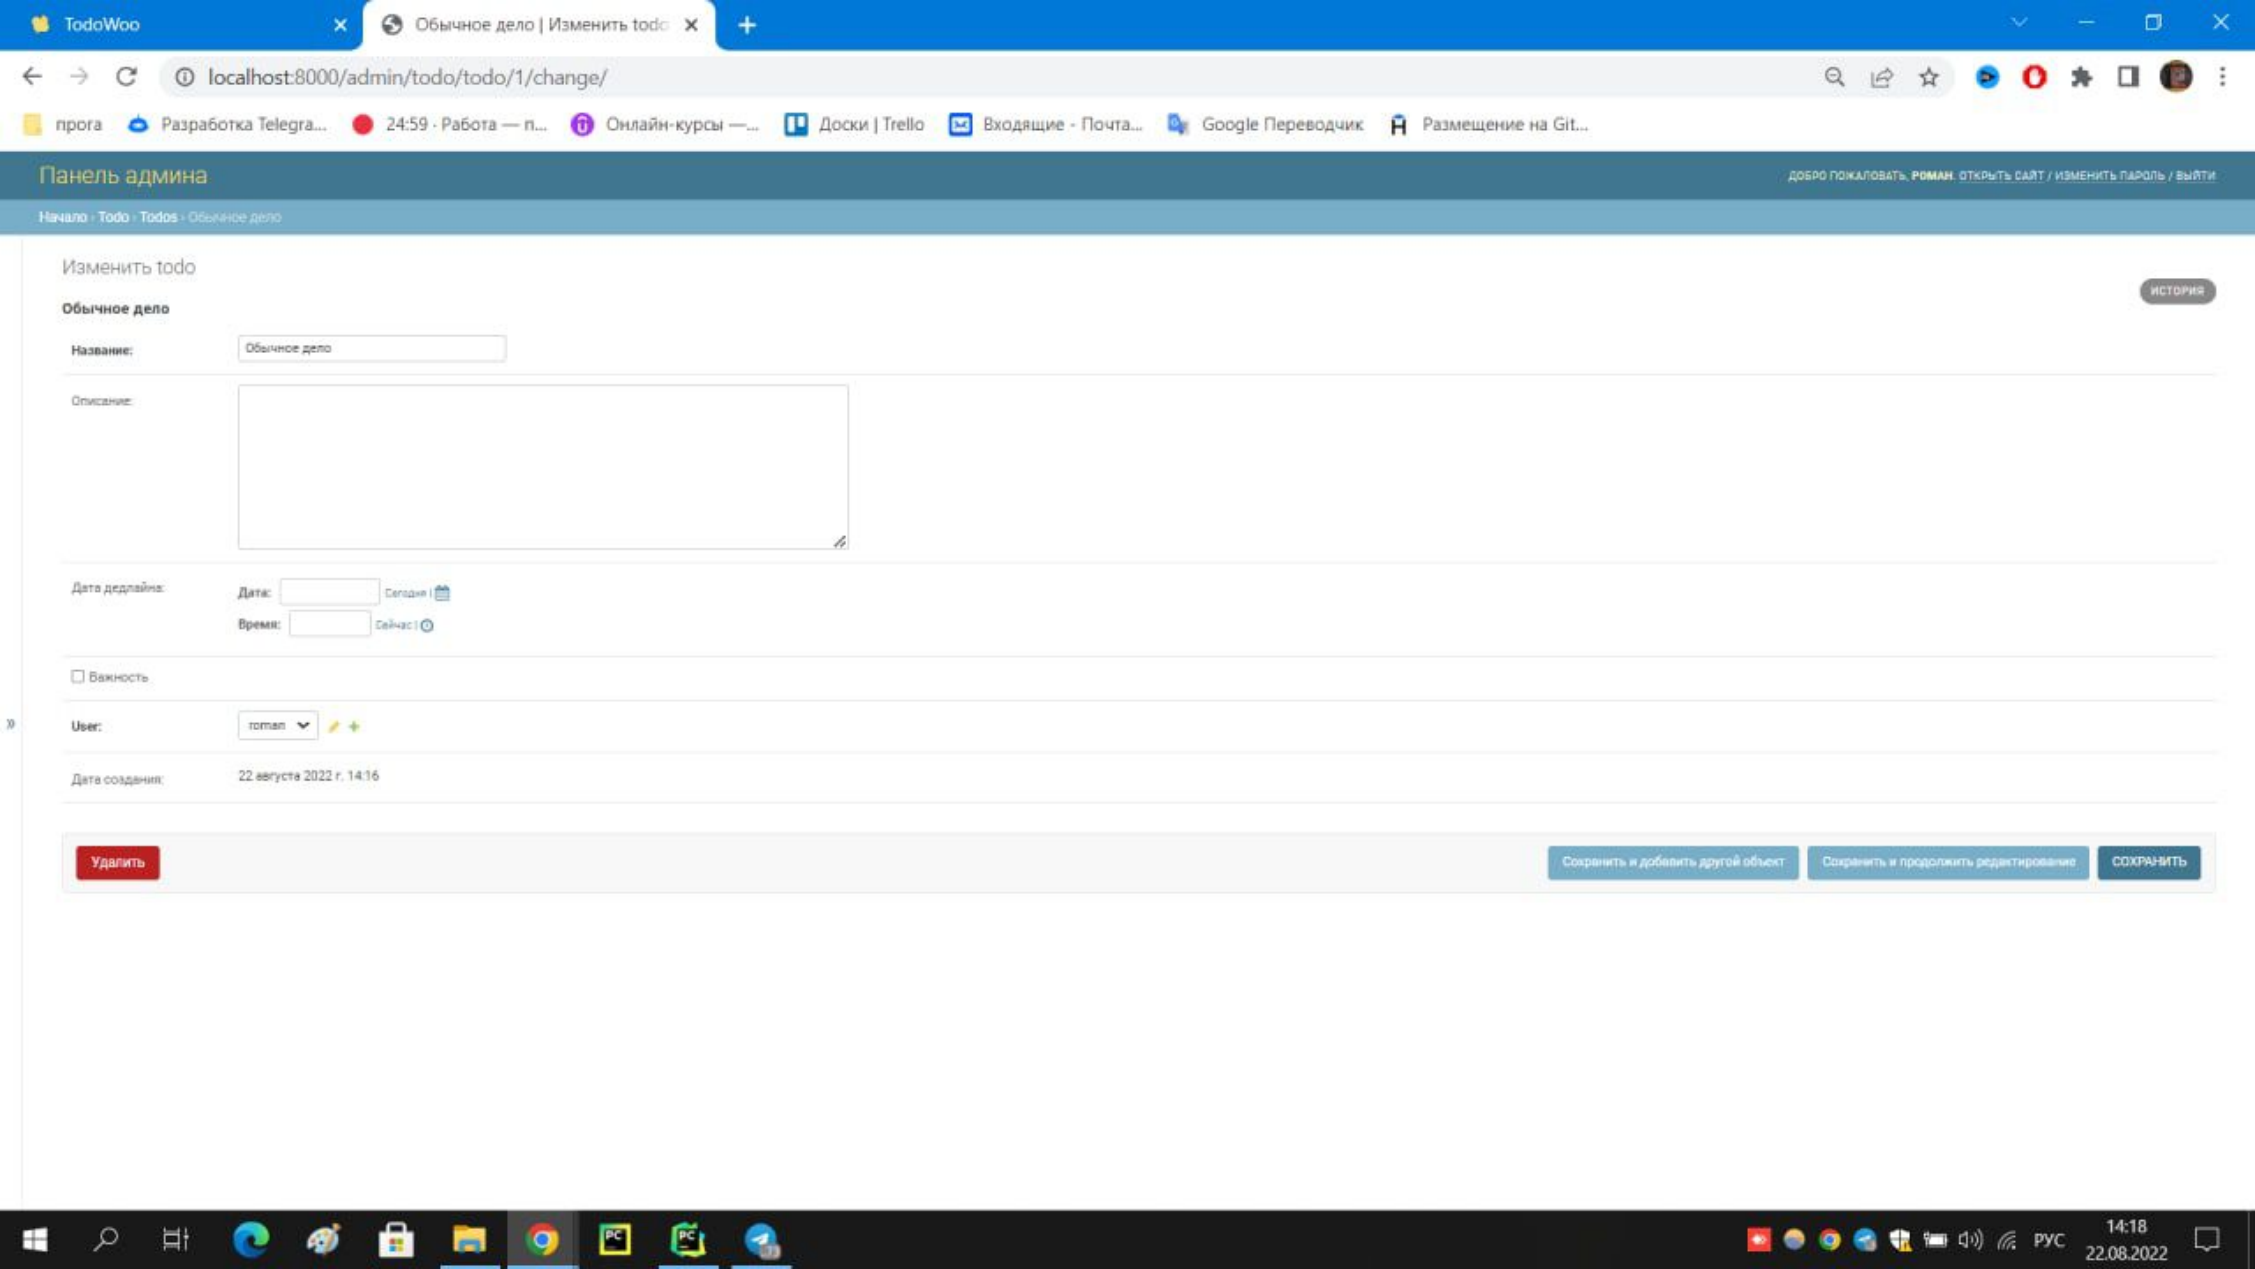 TodoWoo
Обычное дело | Изменить todo
localhost:8000/admin/todo/todo/1/change/
прога
Разработка Telegra...
24:59 · Работа — п...
Онлайн-курсы —...
Доски | Trello
Входящие - Почта...
Google Переводчик
Размещение на Git...
Панель админа
ДОБРО ПОЖАЛОВАТЬ, РОМАН. ОТКРЫТЬ САЙТ / ИЗМЕНИТЬ ПАРОЛЬ / ВЫЙТИ
Начало › Todo › Todos › Обычное дело
Изменить todo
ИСТОРИЯ
Обычное дело
Название:
Обычное дело
Описание:
Дата дедлайна:
Дата:
Сегодня |
Время:
Сейчас |
Важность
User:
roman
Дата создания:
22 августа 2022 г. 14:16
Удалить
Сохранить и добавить другой объект
Сохранить и продолжить редактирование
СОХРАНИТЬ
РУС
14:18
22.08.2022